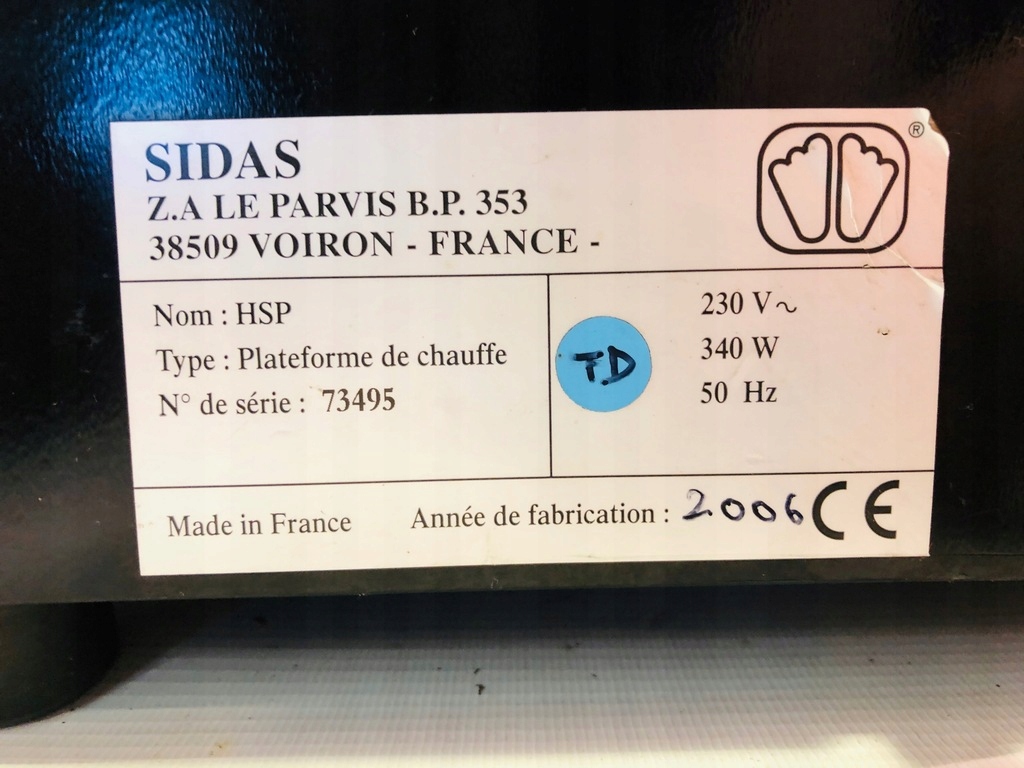 SIDAS
Z.A LE PARVIS B.P. 353
38509 VOIRON - FRANCE -
®
Nom : HSP
Type : Plateforme de chauffe
N° de série : 73495
T.D
230 V~
340 W
50 Hz
Made in France
Année de fabrication : 2006
CE